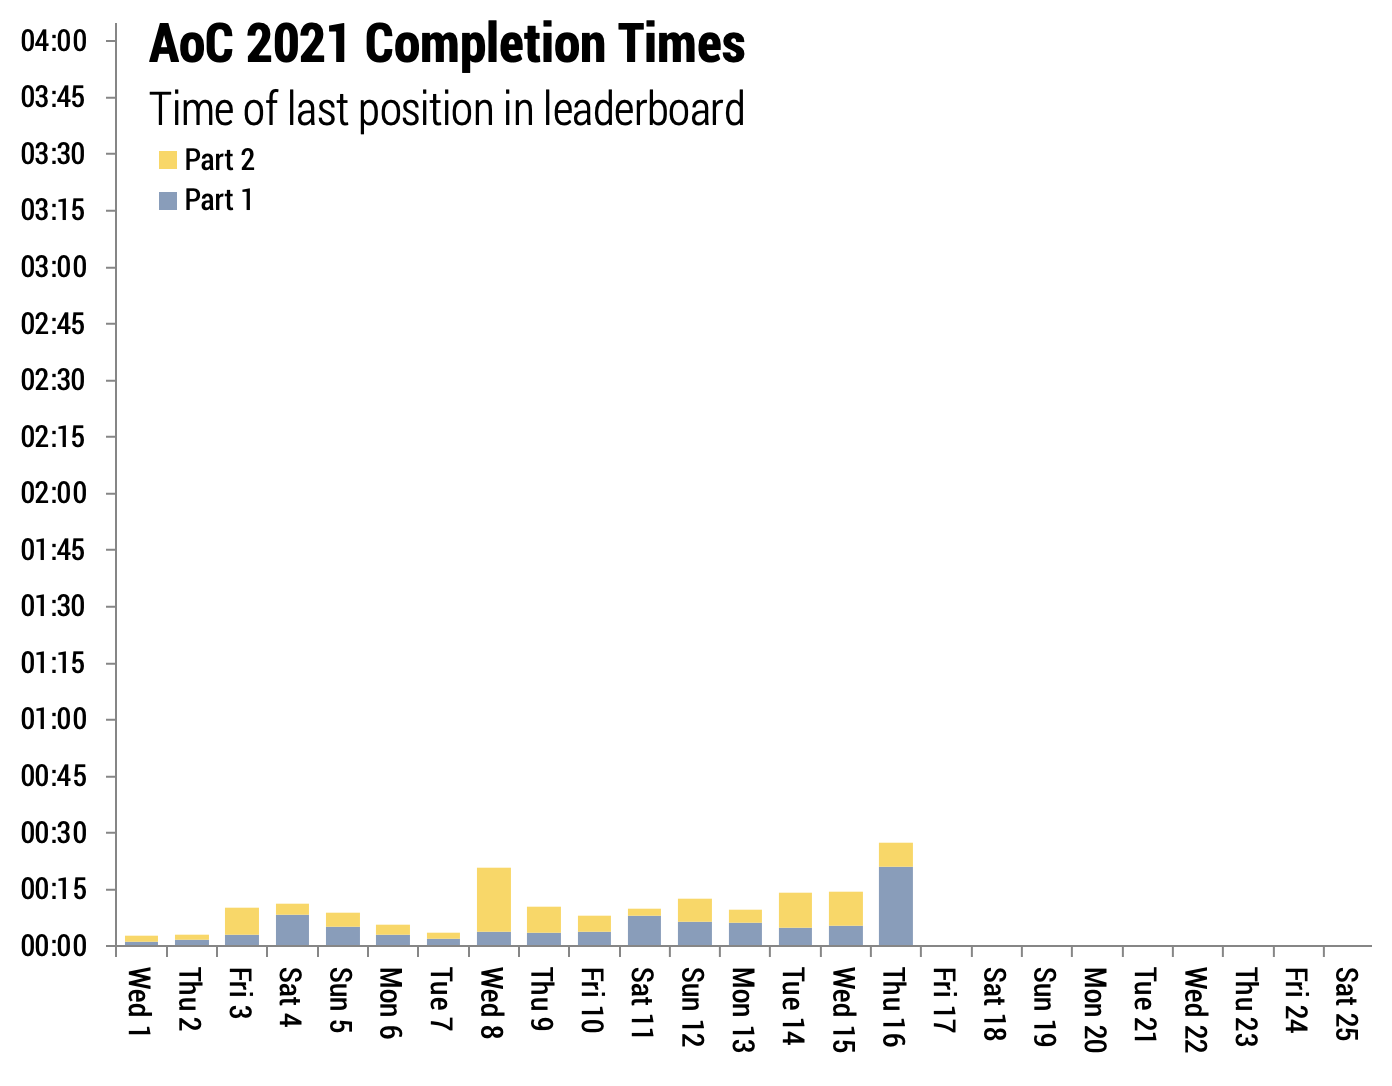 AoC 2021 Completion Times
Time of last position in leaderboard
Part 2
Part 1
04:00
03:45
03:30
03:15
03:00
02:45
02:30
02:15
02:00
01:45
01:30
01:15
01:00
00:45
00:30
00:15
00:00
Wed 1
Thu 2
Fri 3
Sat 4
Sun 5
Mon 6
Tue 7
Wed 8
Thu 9
Fri 10
Sat 11
Sun 12
Mon 13
Tue 14
Wed 15
Thu 16
Fri 17
Sat 18
Sun 19
Mon 20
Tue 21
Wed 22
Thu 23
Fri 24
Sat 25